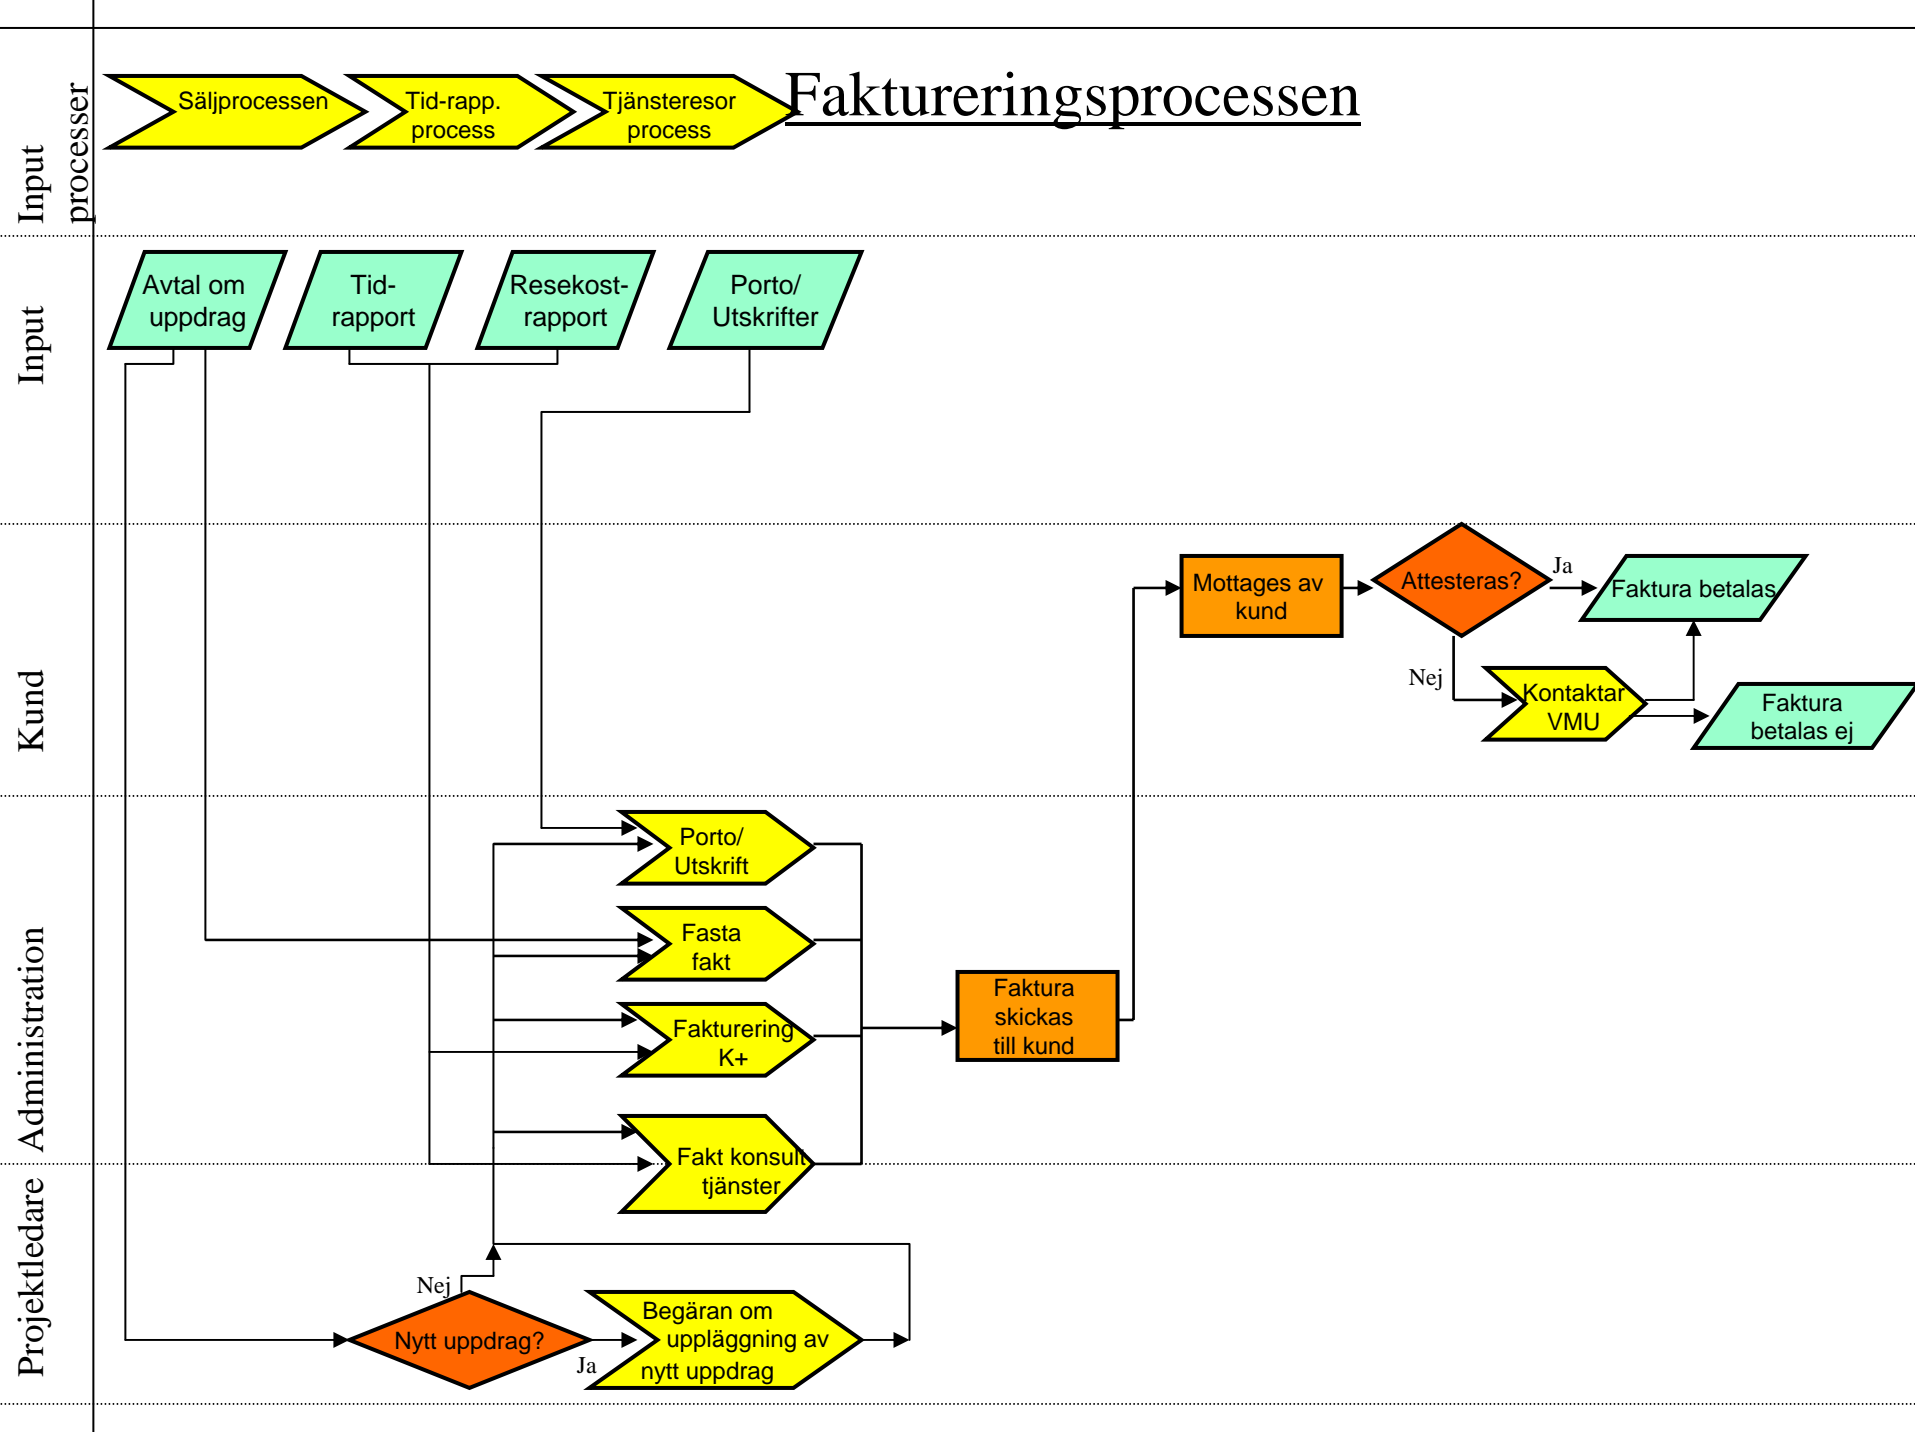 Faktureringsprocessen
Input
processer
Säljprocessen
Tid-rapp.
process
Tjänsteresor
process
Input
Avtal om
uppdrag
Tid-
rapport
Resekost-
rapport
Porto/
Utskrifter
Kund
Mottages av
kund
Attesteras?
Ja
Faktura betalas
Nej
Kontaktar
VMU
Faktura
betalas ej
Administration
Porto/
Utskrift
Fasta
fakt
Fakturering
K+
Fakt konsult
tjänster
Faktura
skickas
till kund
Projektledare
Nej
Nytt uppdrag?
Ja
Begäran om
uppläggning av
nytt uppdrag